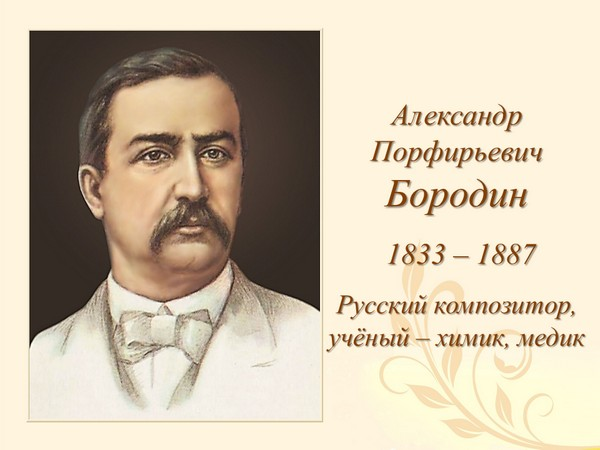 Александр
Порфирьевич
Бородин
1833 – 1887
Русский композитор,
учёный – химик, медик